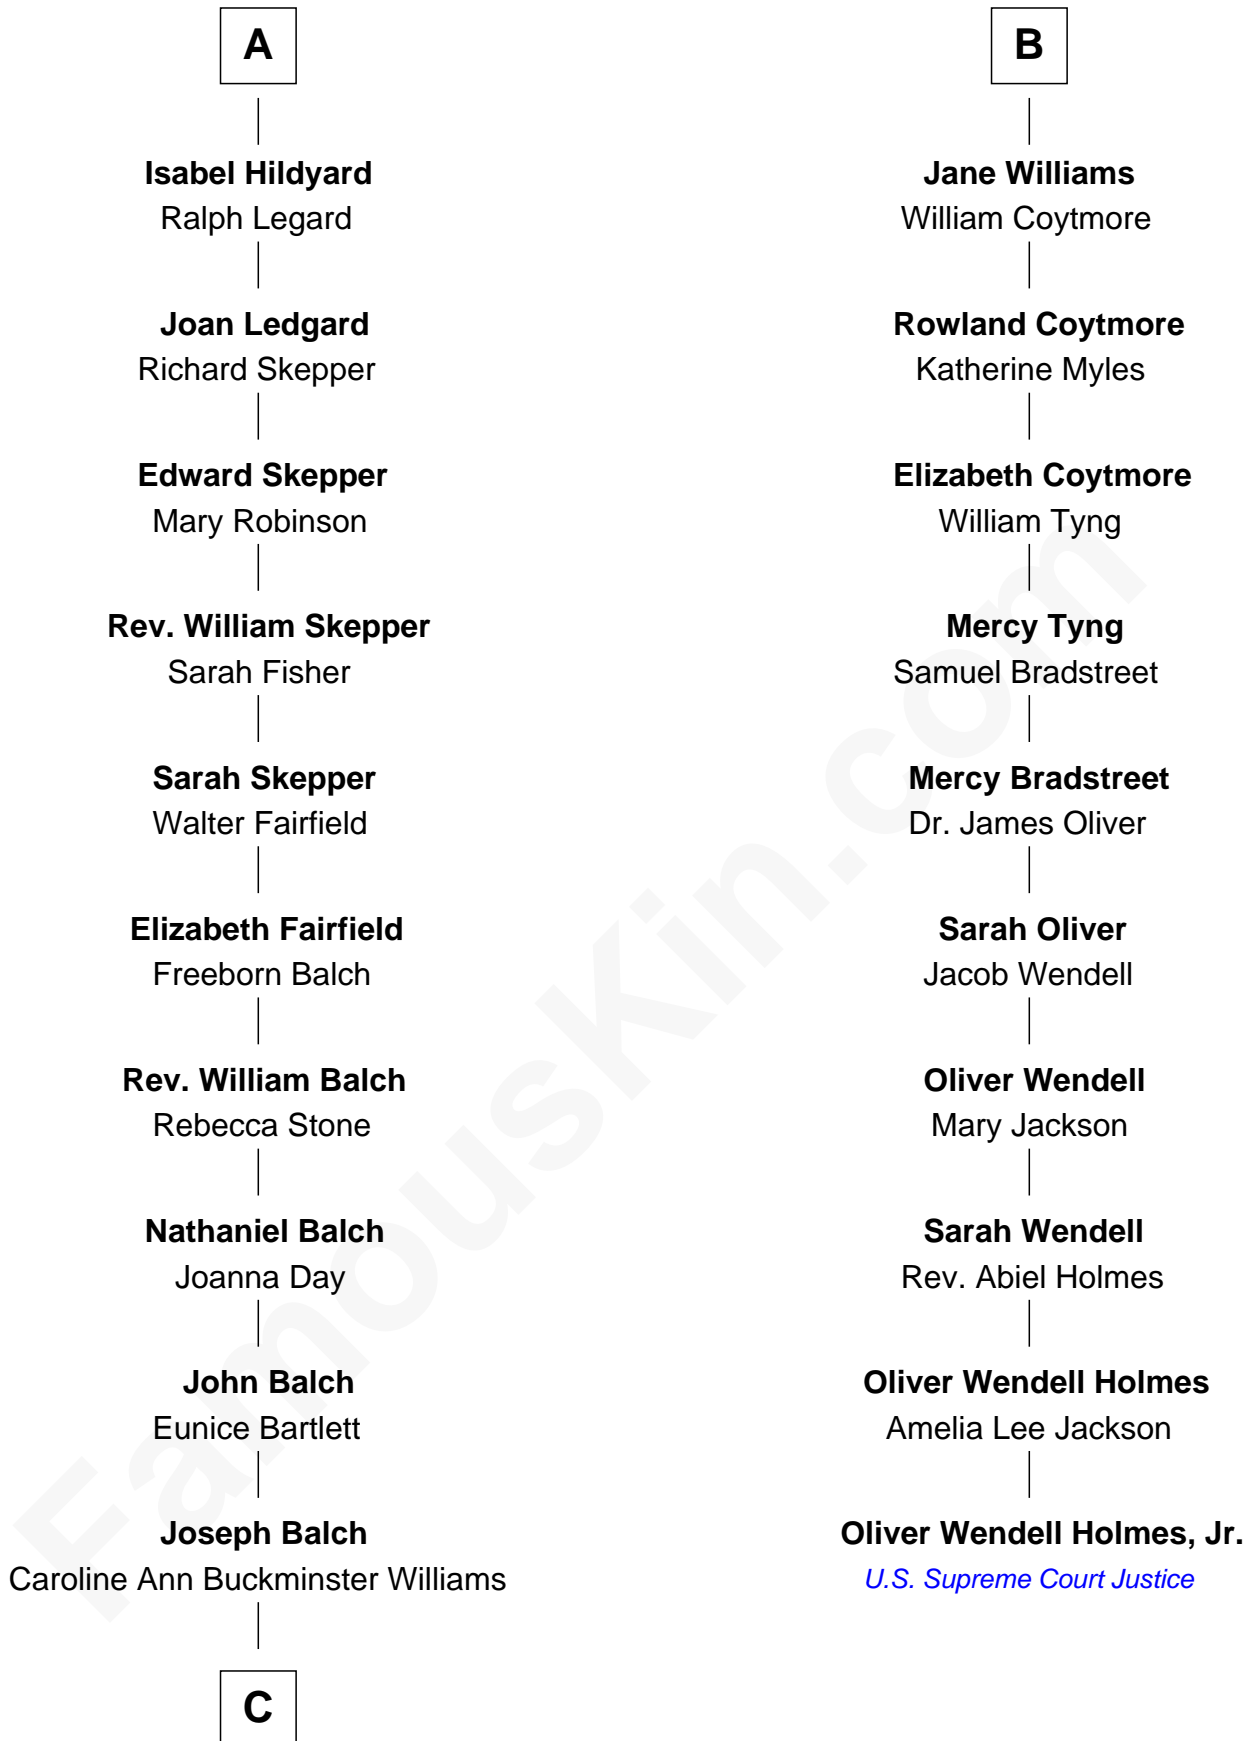 A
Isabel Hildyard
Ralph Legard
Joan Ledgard
Richard Skepper
Edward Skepper
Mary Robinson
Rev. William Skepper
Sarah Fisher
Sarah Skepper
Walter Fairfield
Elizabeth Fairfield
Freeborn Balch
Rev. William Balch
Rebecca Stone
Nathaniel Balch
Joanna Day
John Balch
Eunice Bartlett
Joseph Balch
Caroline Ann Buckminster Williams
C
B
Jane Williams
William Coytmore
Rowland Coytmore
Katherine Myles
Elizabeth Coytmore
William Tyng
Mercy Tyng
Samuel Bradstreet
Mercy Bradstreet
Dr. James Oliver
Sarah Oliver
Jacob Wendell
Oliver Wendell
Mary Jackson
Sarah Wendell
Rev. Abiel Holmes
Oliver Wendell Holmes
Amelia Lee Jackson
Oliver Wendell Holmes, Jr.
U.S. Supreme Court Justice
FamousKin.com